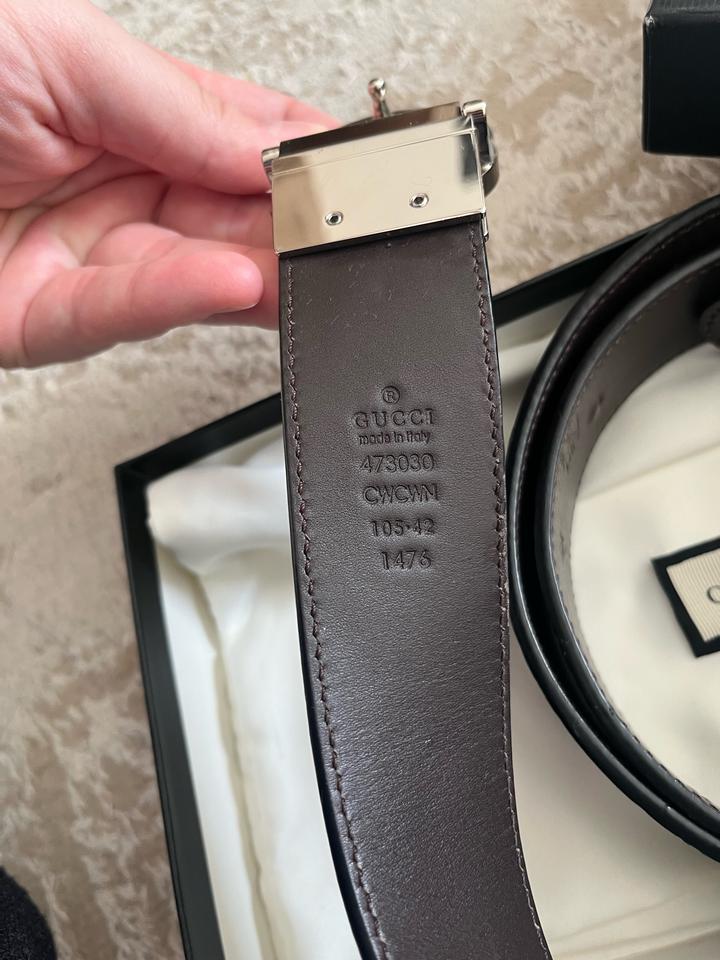 ®
GUCCI
made in Italy
473030
CWCWN
105·42
1476